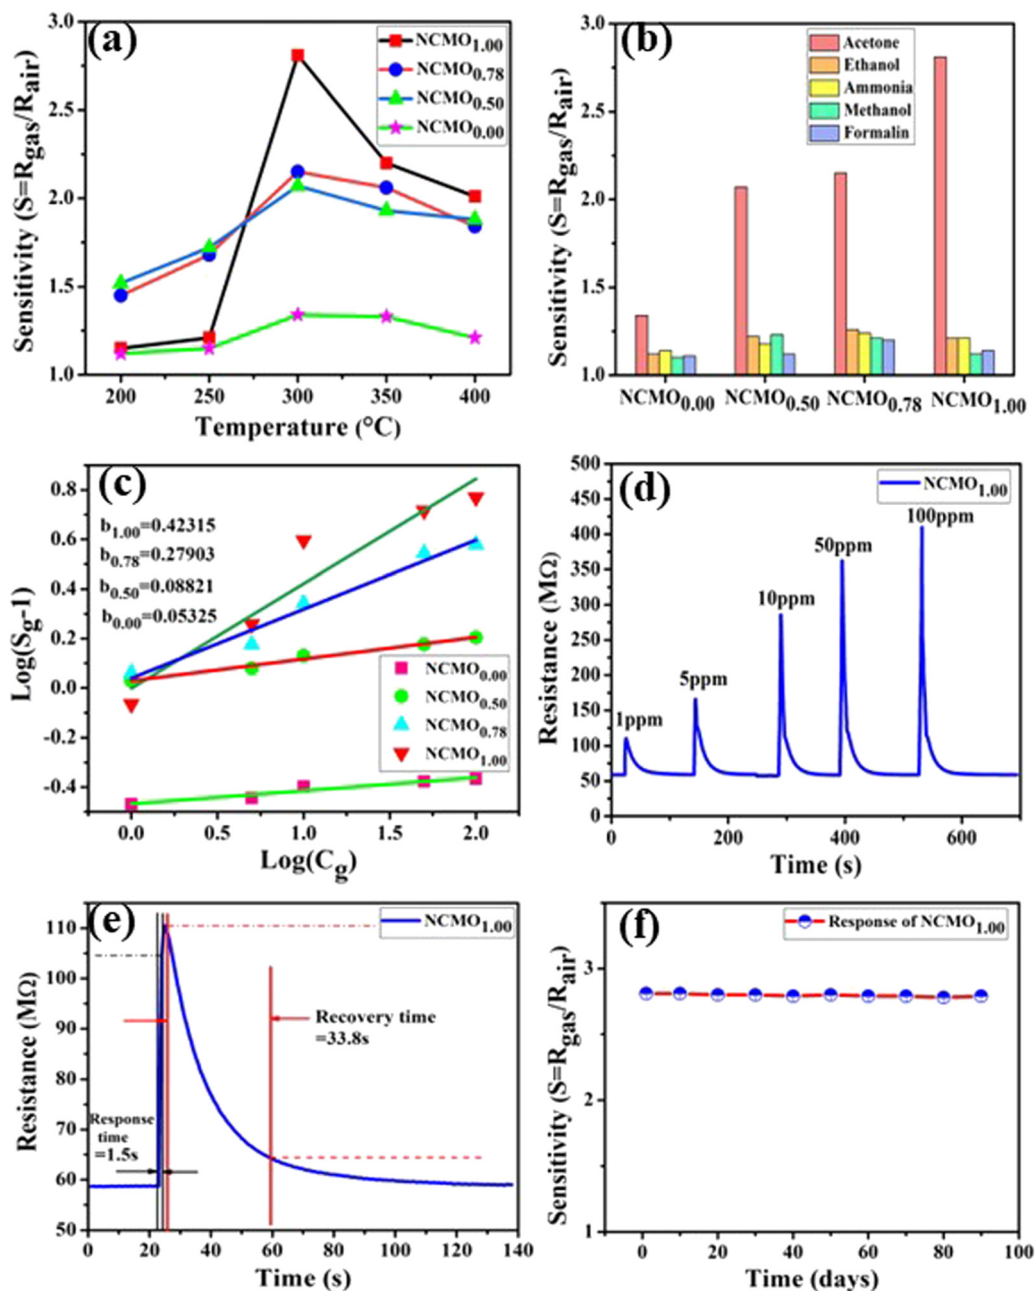 (a)
NCMO1.00
NCMO0.78
NCMO0.50
NCMO0.00
3.0
2.5
2.0
1.5
1.0
Sensitivity (S=Rgas/Rair)
200 250 300 350 400
Temperature (°C)
(b)
Acetone
Ethanol
Ammonia
Methanol
Formalin
3.0
2.5
2.0
1.5
1.0
Sensitivity (S=Rgas/Rair)
NCMO0.00 NCMO0.50 NCMO0.78 NCMO1.00
(c)
b1.00=0.42315
b0.78=0.27903
b0.50=0.08821
b0.00=0.05325
NCMO0.00
NCMO0.50
NCMO0.78
NCMO1.00
0.8
0.6
0.4
0.2
0.0
-0.2
-0.4
Log(Sg-1)
0.0 0.5 1.0 1.5 2.0
Log(Cg)
(d)
NCMO1.00
1ppm
5ppm
10ppm
50ppm
100ppm
500
450
400
350
300
250
200
150
100
50
0
Resistance (MΩ)
0 200 400 600
Time (s)
(e)
NCMO1.00
Recovery time
=33.8s
Response
time
=1.5s
110
100
90
80
70
60
50
Resistance (MΩ)
0 20 40 60 80 100 120 140
Time (s)
(f)
Response of NCMO1.00
3
2
1
Sensitivity (S=Rgas/Rair)
0 20 40 60 80 100
Time (days)